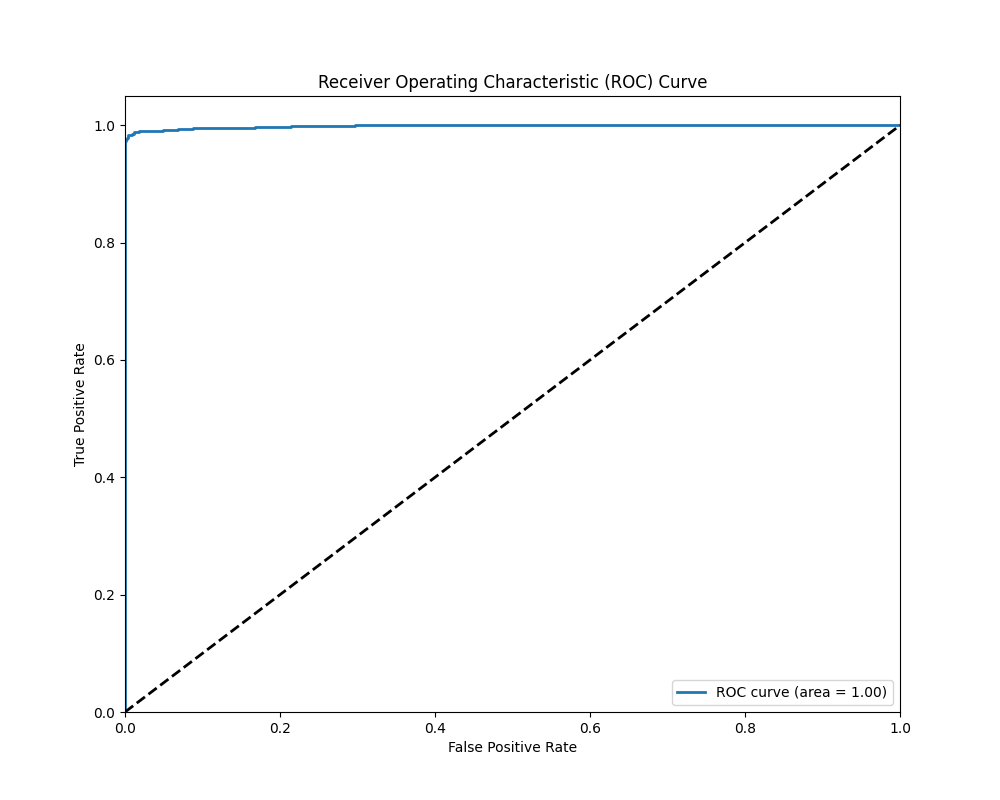 Receiver Operating Characteristic (ROC) Curve
True Positive Rate
1.0
0.8
0.6
0.4
0.2
0.0
ROC curve (area = 1.00)
0.0 0.2 0.4 0.6 0.8 1.0
False Positive Rate